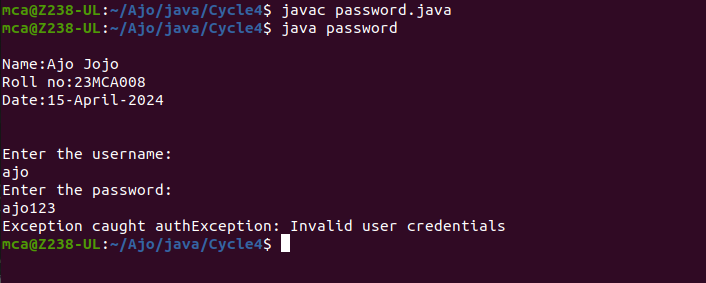 mca@Z238-UL:~/Ajo/java/Cycle4$ javac password.java
mca@Z238-UL:~/Ajo/java/Cycle4$ java password
Name:Ajo Jojo
Roll no:23MCA008
Date:15-April-2024
Enter the username:
ajo
Enter the password:
ajo123
Exception caught authException: Invalid user credentials
mca@Z238-UL:~/Ajo/java/Cycle4$